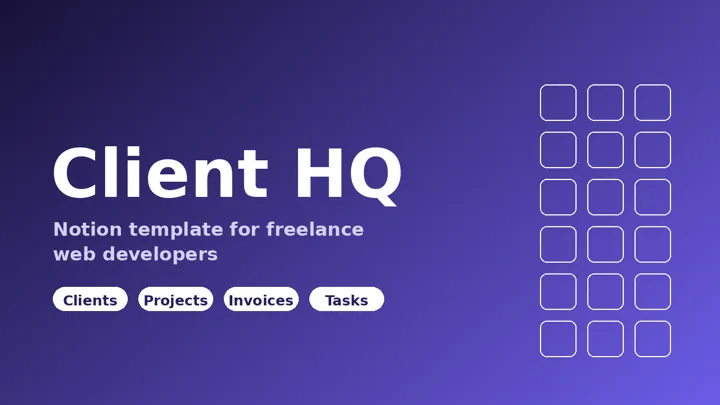 Client HQ
Notion template for freelance
web developers
Clients Projects Invoices Tasks